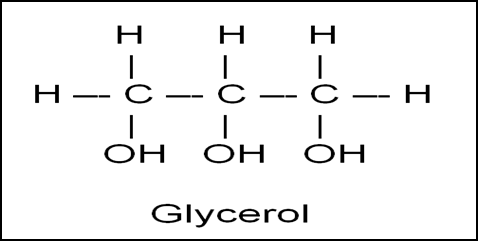 H H H
H C C C H
OH OH OH
Glycerol